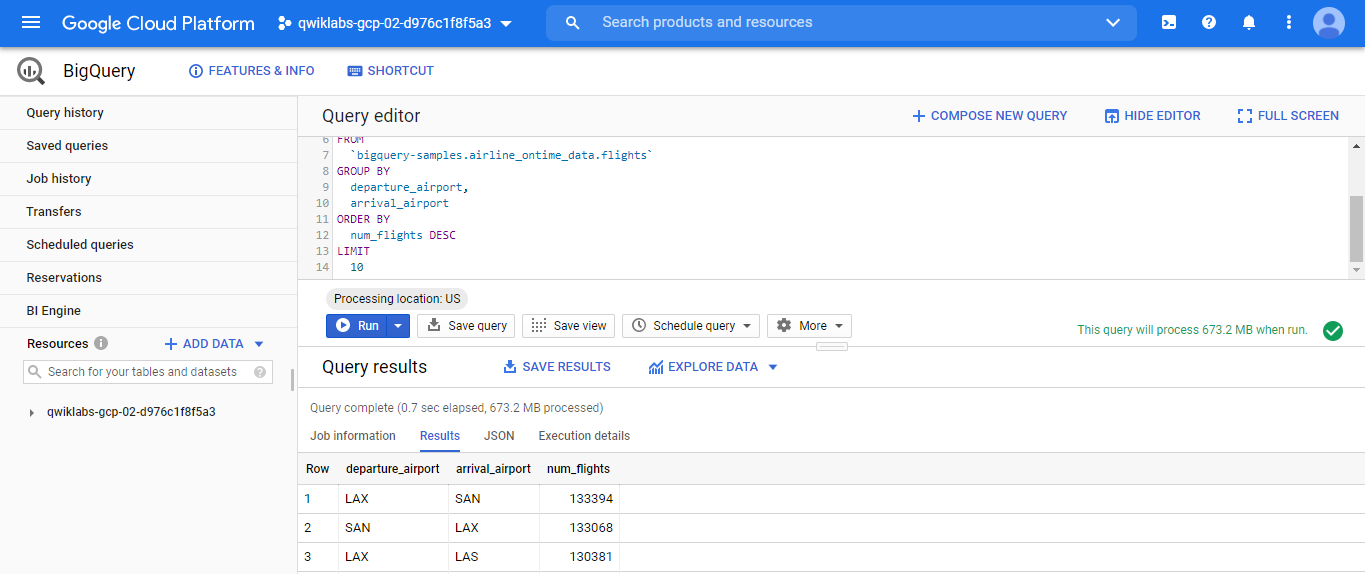 Google Cloud Platform qwiklabs-gcp-02-d976c1f8f5a3 Search products and resources
BigQuery FEATURES & INFO SHORTCUT
Query history
Saved queries
Job history
Transfers
Scheduled queries
Reservations
BI Engine
Resources ADD DATA
Search for your tables and datasets
qwiklabs-gcp-02-d976c1f8f5a3
Query editor COMPOSE NEW QUERY HIDE EDITOR FULL SCREEN
6 FROM
7 `bigquery-samples.airline_ontime_data.flights`
8 GROUP BY
9 departure_airport,
10 arrival_airport
11 ORDER BY
12 num_flights DESC
13 LIMIT
14 10
Processing location: US
Run Save query Save view Schedule query More This query will process 673.2 MB when run.
Query results SAVE RESULTS EXPLORE DATA
Query complete (0.7 sec elapsed, 673.2 MB processed)
Job information Results JSON Execution details
Row departure_airport arrival_airport num_flights
1 LAX SAN 133394
2 SAN LAX 133068
3 LAX LAS 130381